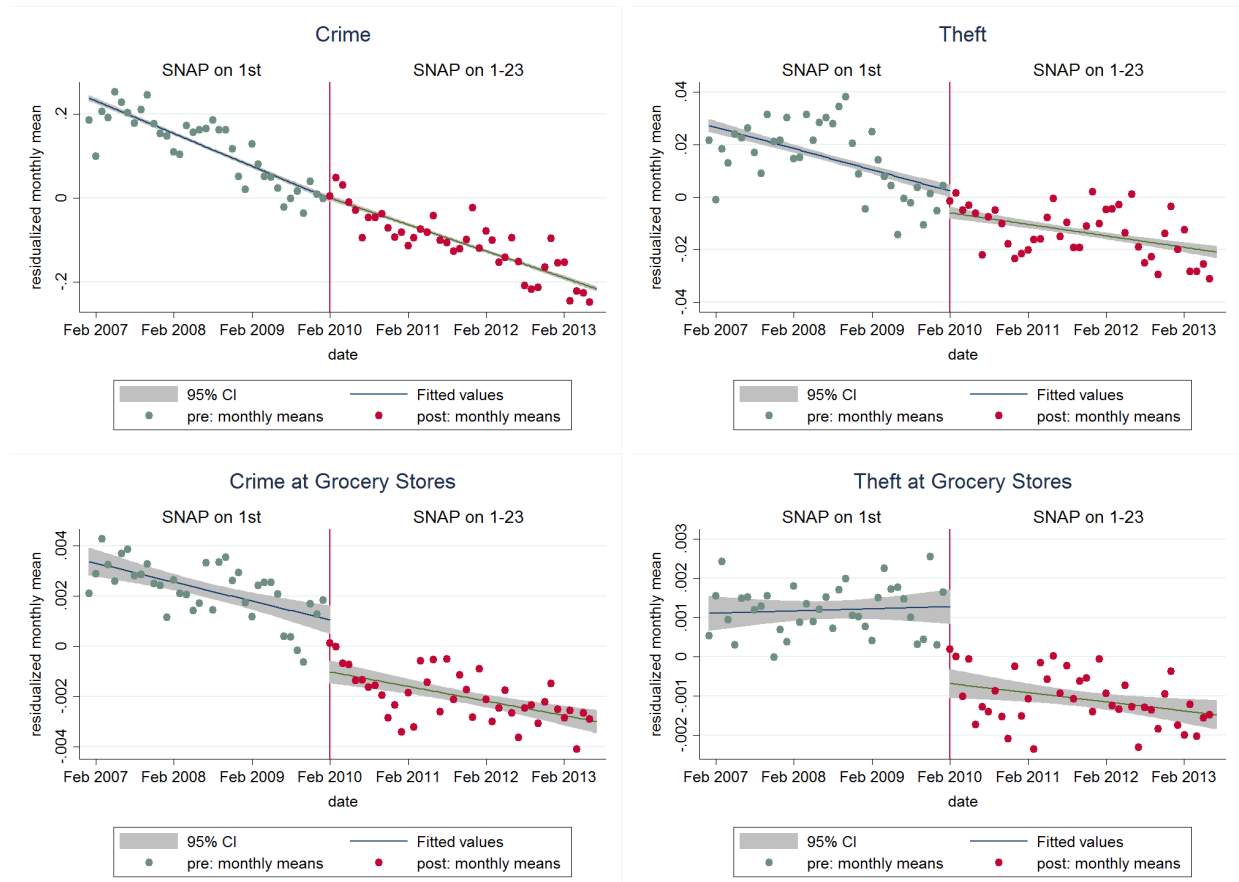 Crime
SNAP on 1st SNAP on 1-23
residualized monthly mean
.2
0
-.2
Feb 2007 Feb 2008 Feb 2009 Feb 2010 Feb 2011 Feb 2012 Feb 2013
date
95% CI Fitted values
pre: monthly means post: monthly means
Theft
SNAP on 1st SNAP on 1-23
residualized monthly mean
.04
.02
0
-.02
-.04
Feb 2007 Feb 2008 Feb 2009 Feb 2010 Feb 2011 Feb 2012 Feb 2013
date
95% CI Fitted values
pre: monthly means post: monthly means
Crime at Grocery Stores
SNAP on 1st SNAP on 1-23
residualized monthly mean
.004
.002
0
-.002
-.004
Feb 2007 Feb 2008 Feb 2009 Feb 2010 Feb 2011 Feb 2012 Feb 2013
date
95% CI Fitted values
pre: monthly means post: monthly means
Theft at Grocery Stores
SNAP on 1st SNAP on 1-23
residualized monthly mean
.003
.002
.001
0
-.001
-.002
Feb 2007 Feb 2008 Feb 2009 Feb 2010 Feb 2011 Feb 2012 Feb 2013
date
95% CI Fitted values
pre: monthly means post: monthly means